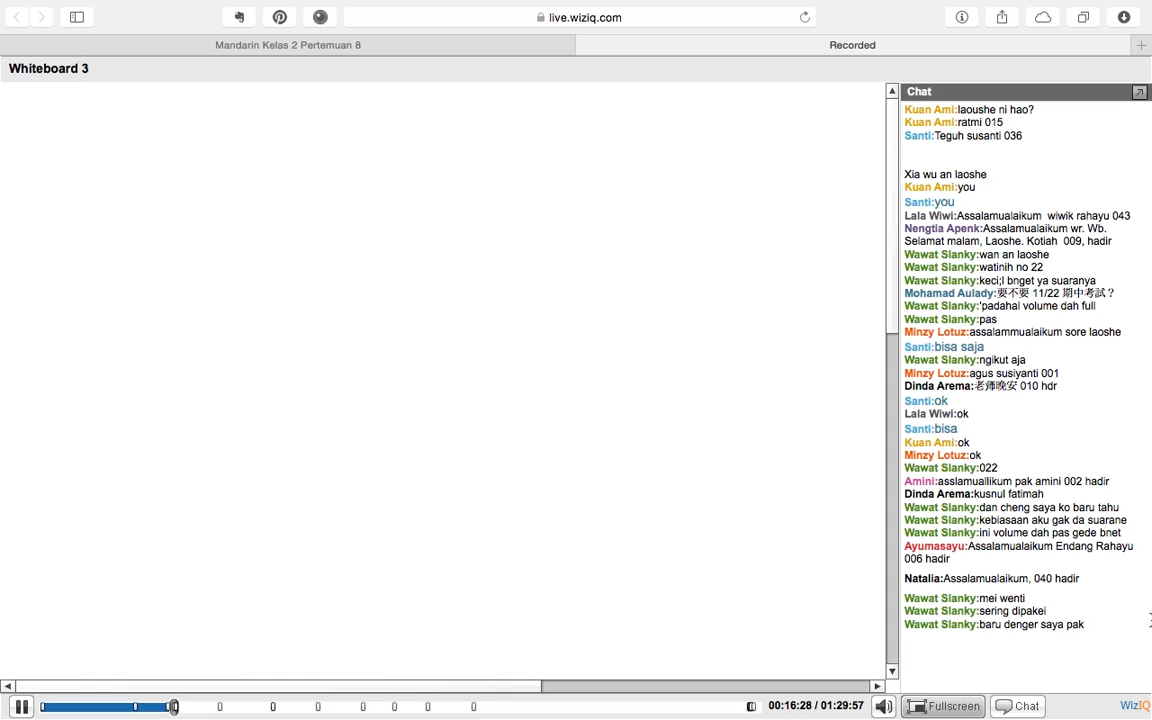 live.wiziq.com
Mandarin Kelas 2 Pertemuan 8
Recorded
Whiteboard 3
Chat
Kuan Ami:laoushe ni hao?
Kuan Ami:ratmi 015
Santi:Teguh susanti 036
Xia wu an laoshe
Kuan Ami:you
Santi:you
Lala Wiwi:Assalamualaikum wiwik rahayu 043
Nengtia Apenk:Assalamualaikum wr. Wb.
Selamat malam, Laoshe. Kotiah 009, hadir
Wawat Slanky:wan an laoshe
Wawat Slanky:watinih no 22
Wawat Slanky:keci;l bnget ya suaranya
Mohamad Aulady:要不要 11/22 期中考試？
Wawat Slanky:'padahal volume dah full
Wawat Slanky:pas
Minzy Lotuz:assalammualaikum sore laoshe
Santi:bisa saja
Wawat Slanky:ngikut aja
Minzy Lotuz:agus susiyanti 001
Dinda Arema:老师晚安 010 hdr
Santi:ok
Lala Wiwi:ok
Santi:bisa
Kuan Ami:ok
Minzy Lotuz:ok
Wawat Slanky:022
Amini:asslamuallikum pak amini 002 hadir
Dinda Arema:kusnul fatimah
Wawat Slanky:dan cheng saya ko baru tahu
Wawat Slanky:kebiasaan aku gak da suarane
Wawat Slanky:ini volume dah pas gede bnet
Ayumasayu:Assalamualaikum Endang Rahayu
006 hadir
Natalia:Assalamualaikum, 040 hadir
Wawat Slanky:mei wenti
Wawat Slanky:sering dipakei
Wawat Slanky:baru denger saya pak
00:16:28 / 01:29:57
Fullscreen
Chat
WizIQ